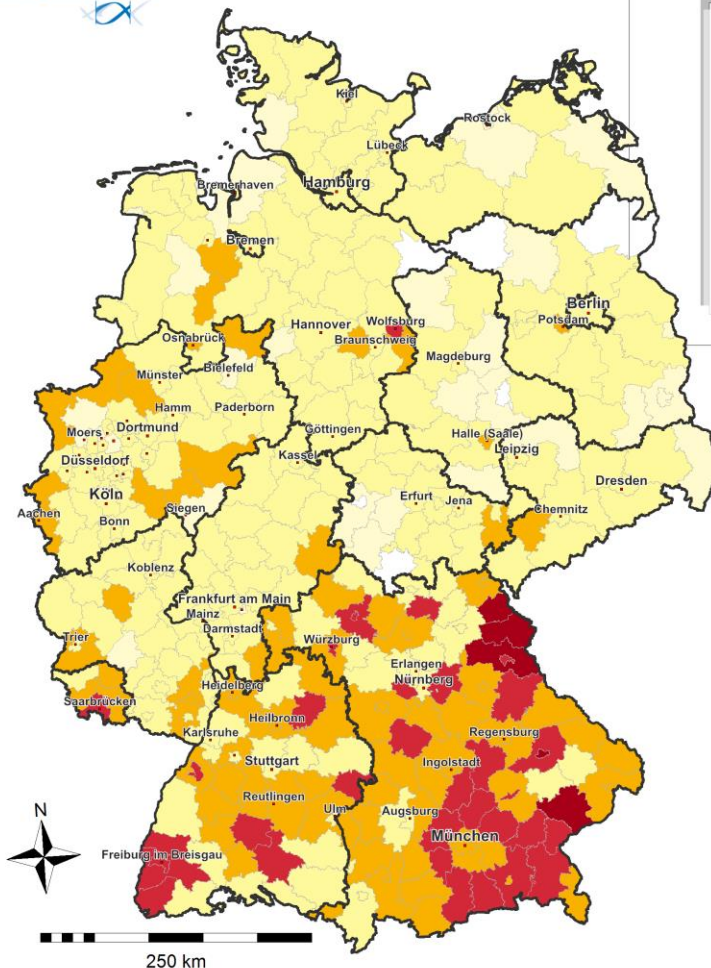 Kiel
Rostock
Lübeck
Bremerhaven
Hamburg
Bremen
Berlin
Potsdam
Hannover
Wolfsburg
Braunschweig
Osnabrück
Magdeburg
Bielefeld
Münster
Hamm
Paderborn
Moers
Dortmund
Göttingen
Halle (Saale)
Leipzig
Düsseldorf
Kassel
Dresden
Köln
Siegen
Erfurt
Jena
Chemnitz
Aachen
Bonn
Koblenz
Frankfurt am Main
Mainz
Darmstadt
Würzburg
Trier
Erlangen
Nürnberg
Heidelberg
Saarbrücken
Heilbronn
Karlsruhe
Regensburg
Stuttgart
Ingolstadt
Reutlingen
Ulm
Augsburg
München
N
Freiburg im Breisgau
250 km